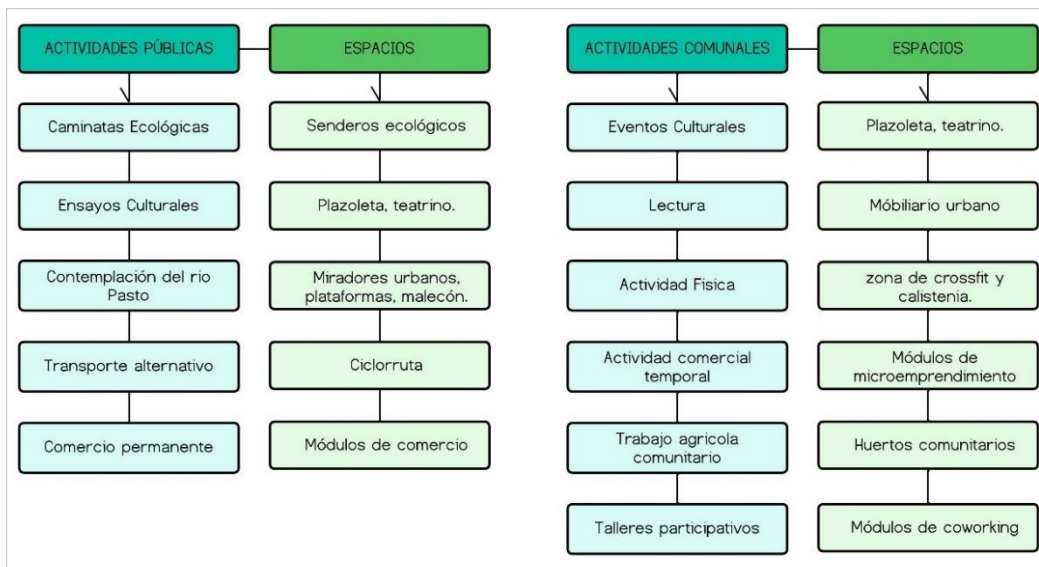 ACTIVIDADES PÚBLICAS
Caminatas Ecológicas
Ensayos Culturales
Contemplación del rio
Pasto
Transporte alternativo
Comercio permanente
ESPACIOS
Senderos ecológicos
Plazoleta, teatrino.
Miradores urbanos,
plataformas, malecón.
Ciclorruta
Módulos de comercio
ACTIVIDADES COMUNALES
Eventos Culturales
Lectura
Actividad Fisica
Actividad comercial
temporal
Trabajo agricola
comunitario
Talleres participativos
ESPACIOS
Plazoleta, teatrino.
Móbiliario urbano
zona de crossfit y
calistenia.
Módulos de
microemprendimiento
Huertos comunitarios
Módulos de coworking